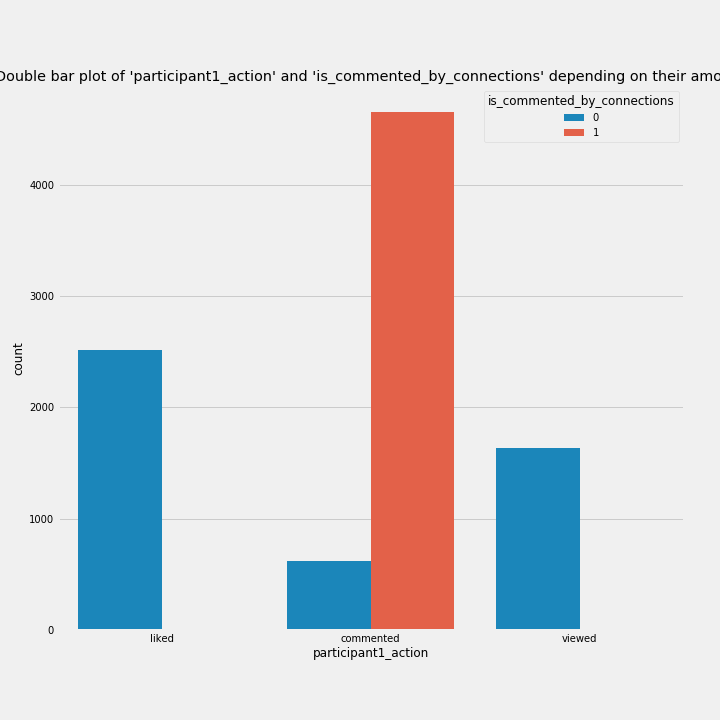 Double bar plot of 'participant1_action' and 'is_commented_by_connections' depending on their
is_commented_by_connections
0
1
4000
3000
2000
1000
0
count
liked
commented
viewed
participant1_action